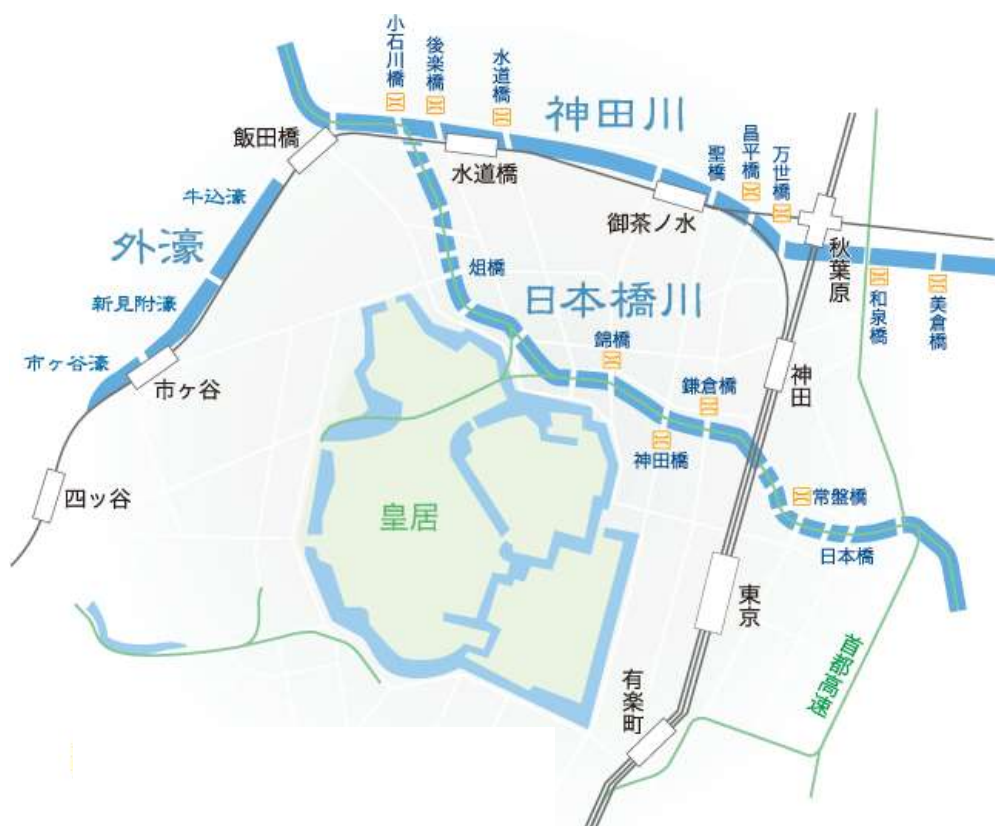 小石川橋
後楽橋
水道橋
神田川
飯田橋
水道橋
聖橋
昌平橋
万世橋
牛込濠
御茶ノ水
外濠
秋葉原
俎橋
和泉橋
美倉橋
新見附濠
日本橋川
錦橋
市ヶ谷濠
市ヶ谷
鎌倉橋
神田
神田橋
四ッ谷
皇居
常盤橋
日本橋
東京
首都高速
有楽町